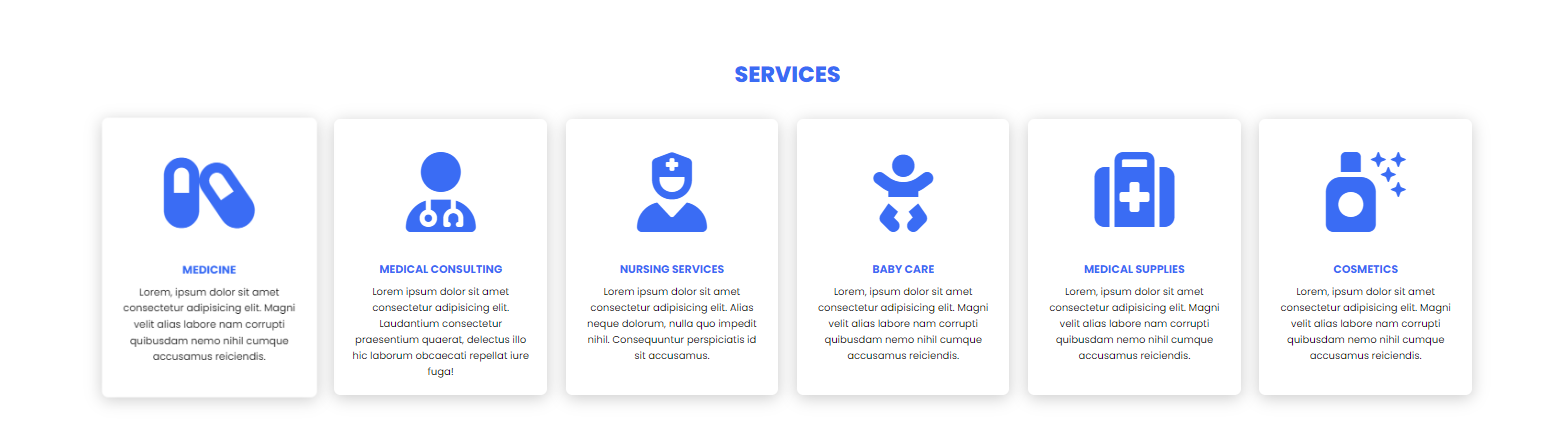 SERVICES
MEDICINE
Lorem, ipsum dolor sit amet
consectetur adipisicing elit. Magni
velit alias labore nam corrupti
quibusdam nemo nihil cumque
accusamus reiciendis.
MEDICAL CONSULTING
Lorem ipsum dolor sit amet
consectetur adipisicing elit.
Laudantium consectetur
praesentium quaerat, delectus illo
hic laborum obcaecati repellat iure
fuga!
NURSING SERVICES
Lorem ipsum dolor sit amet
consectetur adipisicing elit. Alias
neque dolorum, nulla quo impedit
nihil. Consequuntur perspiciatis id
sit accusamus.
BABY CARE
Lorem, ipsum dolor sit amet
consectetur adipisicing elit. Magni
velit alias labore nam corrupti
quibusdam nemo nihil cumque
accusamus reiciendis.
MEDICAL SUPPLIES
Lorem, ipsum dolor sit amet
consectetur adipisicing elit. Magni
velit alias labore nam corrupti
quibusdam nemo nihil cumque
accusamus reiciendis.
COSMETICS
Lorem, ipsum dolor sit amet
consectetur adipisicing elit. Magni
velit alias labore nam corrupti
quibusdam nemo nihil cumque
accusamus reiciendis.